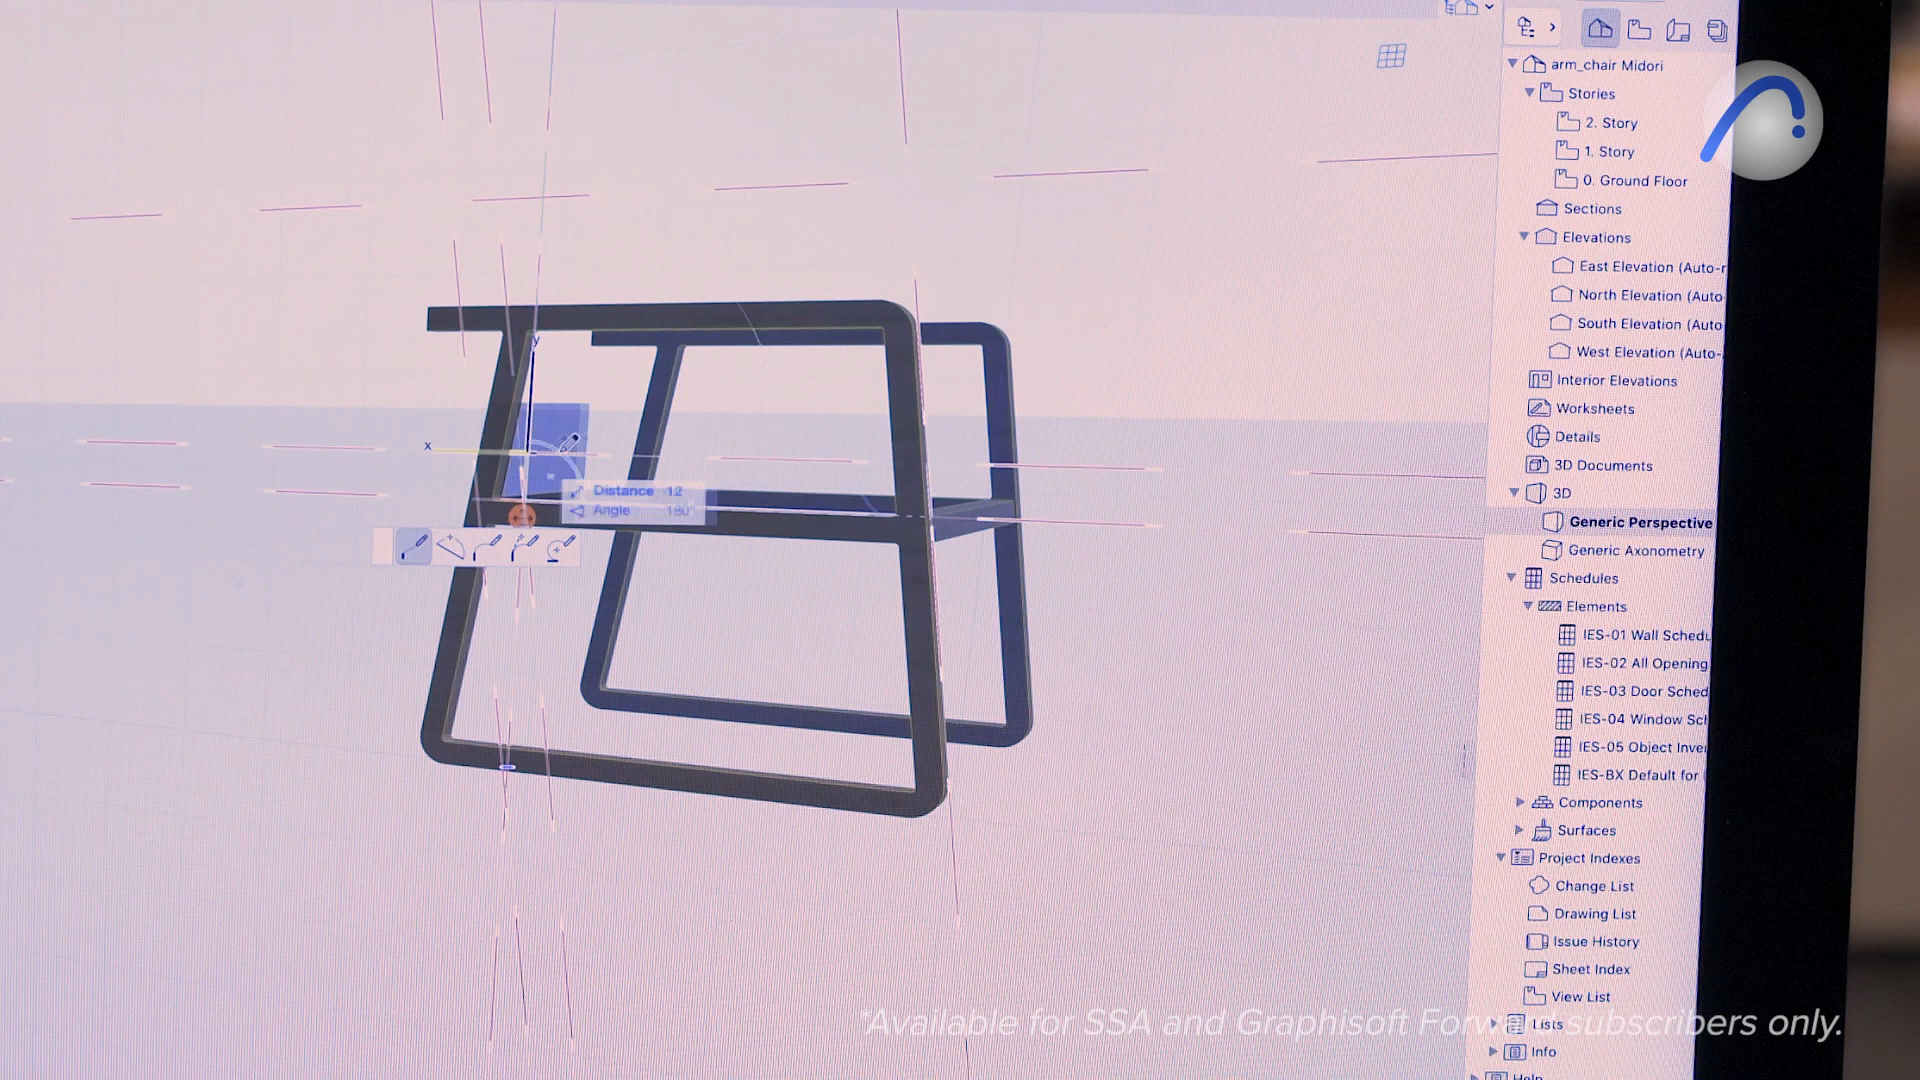 arm_chair Midori
Stories
2. Story
1. Story
0. Ground Floor
Sections
Elevations
East Elevation (Auto-r
North Elevation (Auto
South Elevation (Auto
West Elevation (Auto-
Interior Elevations
Worksheets
Details
3D Documents
3D
Generic Perspective
Generic Axonometry
Schedules
Elements
IES-01 Wall Schedu
IES-02 All Opening
IES-03 Door Sched
IES-04 Window Sch
IES-05 Object Inve
IES-BX Default for
Components
Surfaces
Project Indexes
Change List
Drawing List
Issue History
Sheet Index
View List
Lists
Info
Help
y
x
Distance 12
Angle 180°
*Available for SSA and Graphisoft Forward subscribers only.